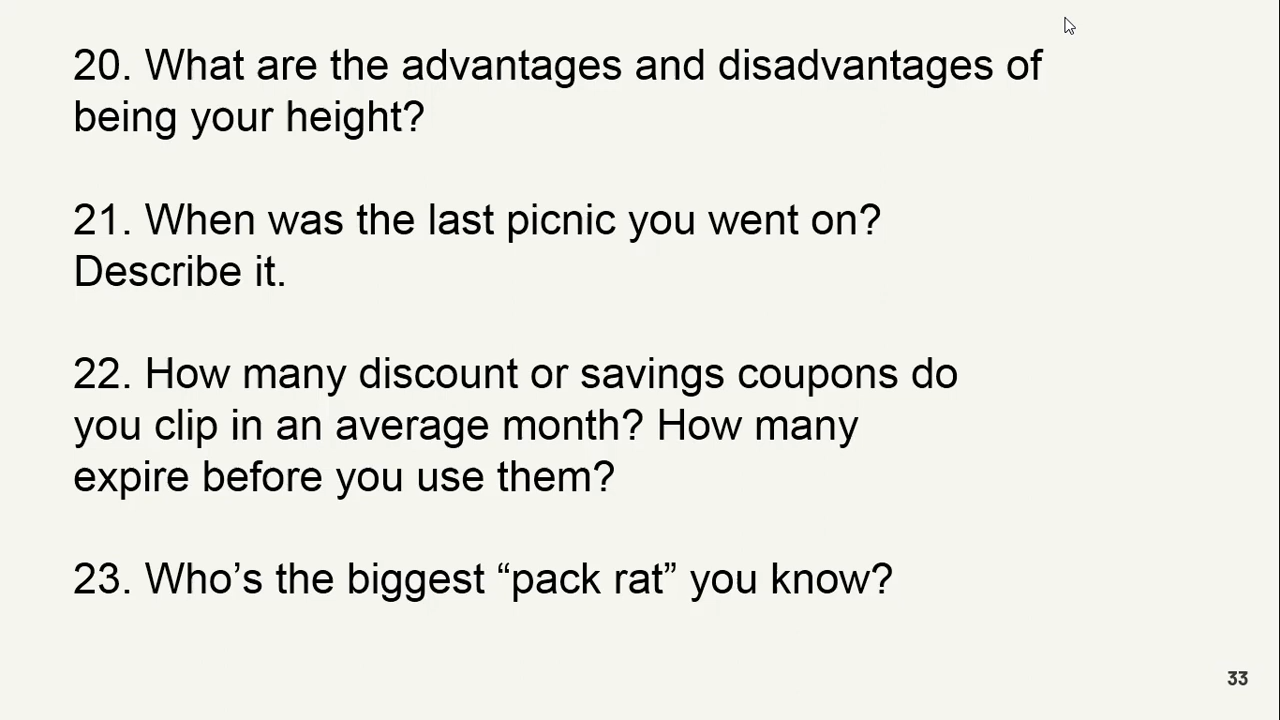 20. What are the advantages and disadvantages of
being your height?
21. When was the last picnic you went on?
Describe it.
22. How many discount or savings coupons do
you clip in an average month? How many
expire before you use them?
23. Who’s the biggest “pack rat” you know?
33